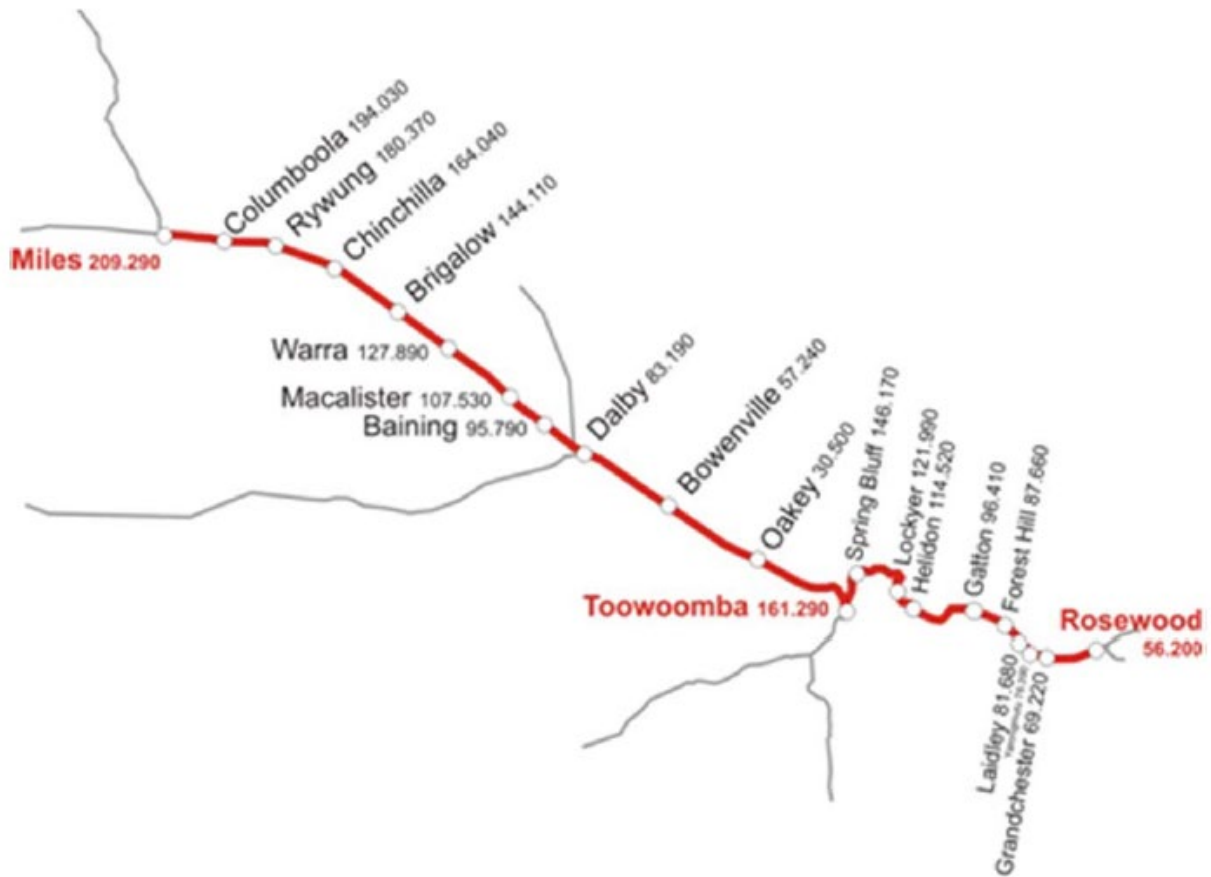 Columboola 194.030
Rywung 180.370
Chinchilla 164.040
Brigalow 144.110
Miles 209.290
Warra 127.890
Macalister 107.530
Baining 95.790
Dalby 83.190
Bowenville 57.240
Oakey 30.500
Spring Bluff 146.170
Lockyer 121.990
Helidon 114.520
Gatton 96.410
Forest Hill 87.660
Toowoomba 161.290
Rosewood
56.200
Laidley 81.680
Grandchester 69.220